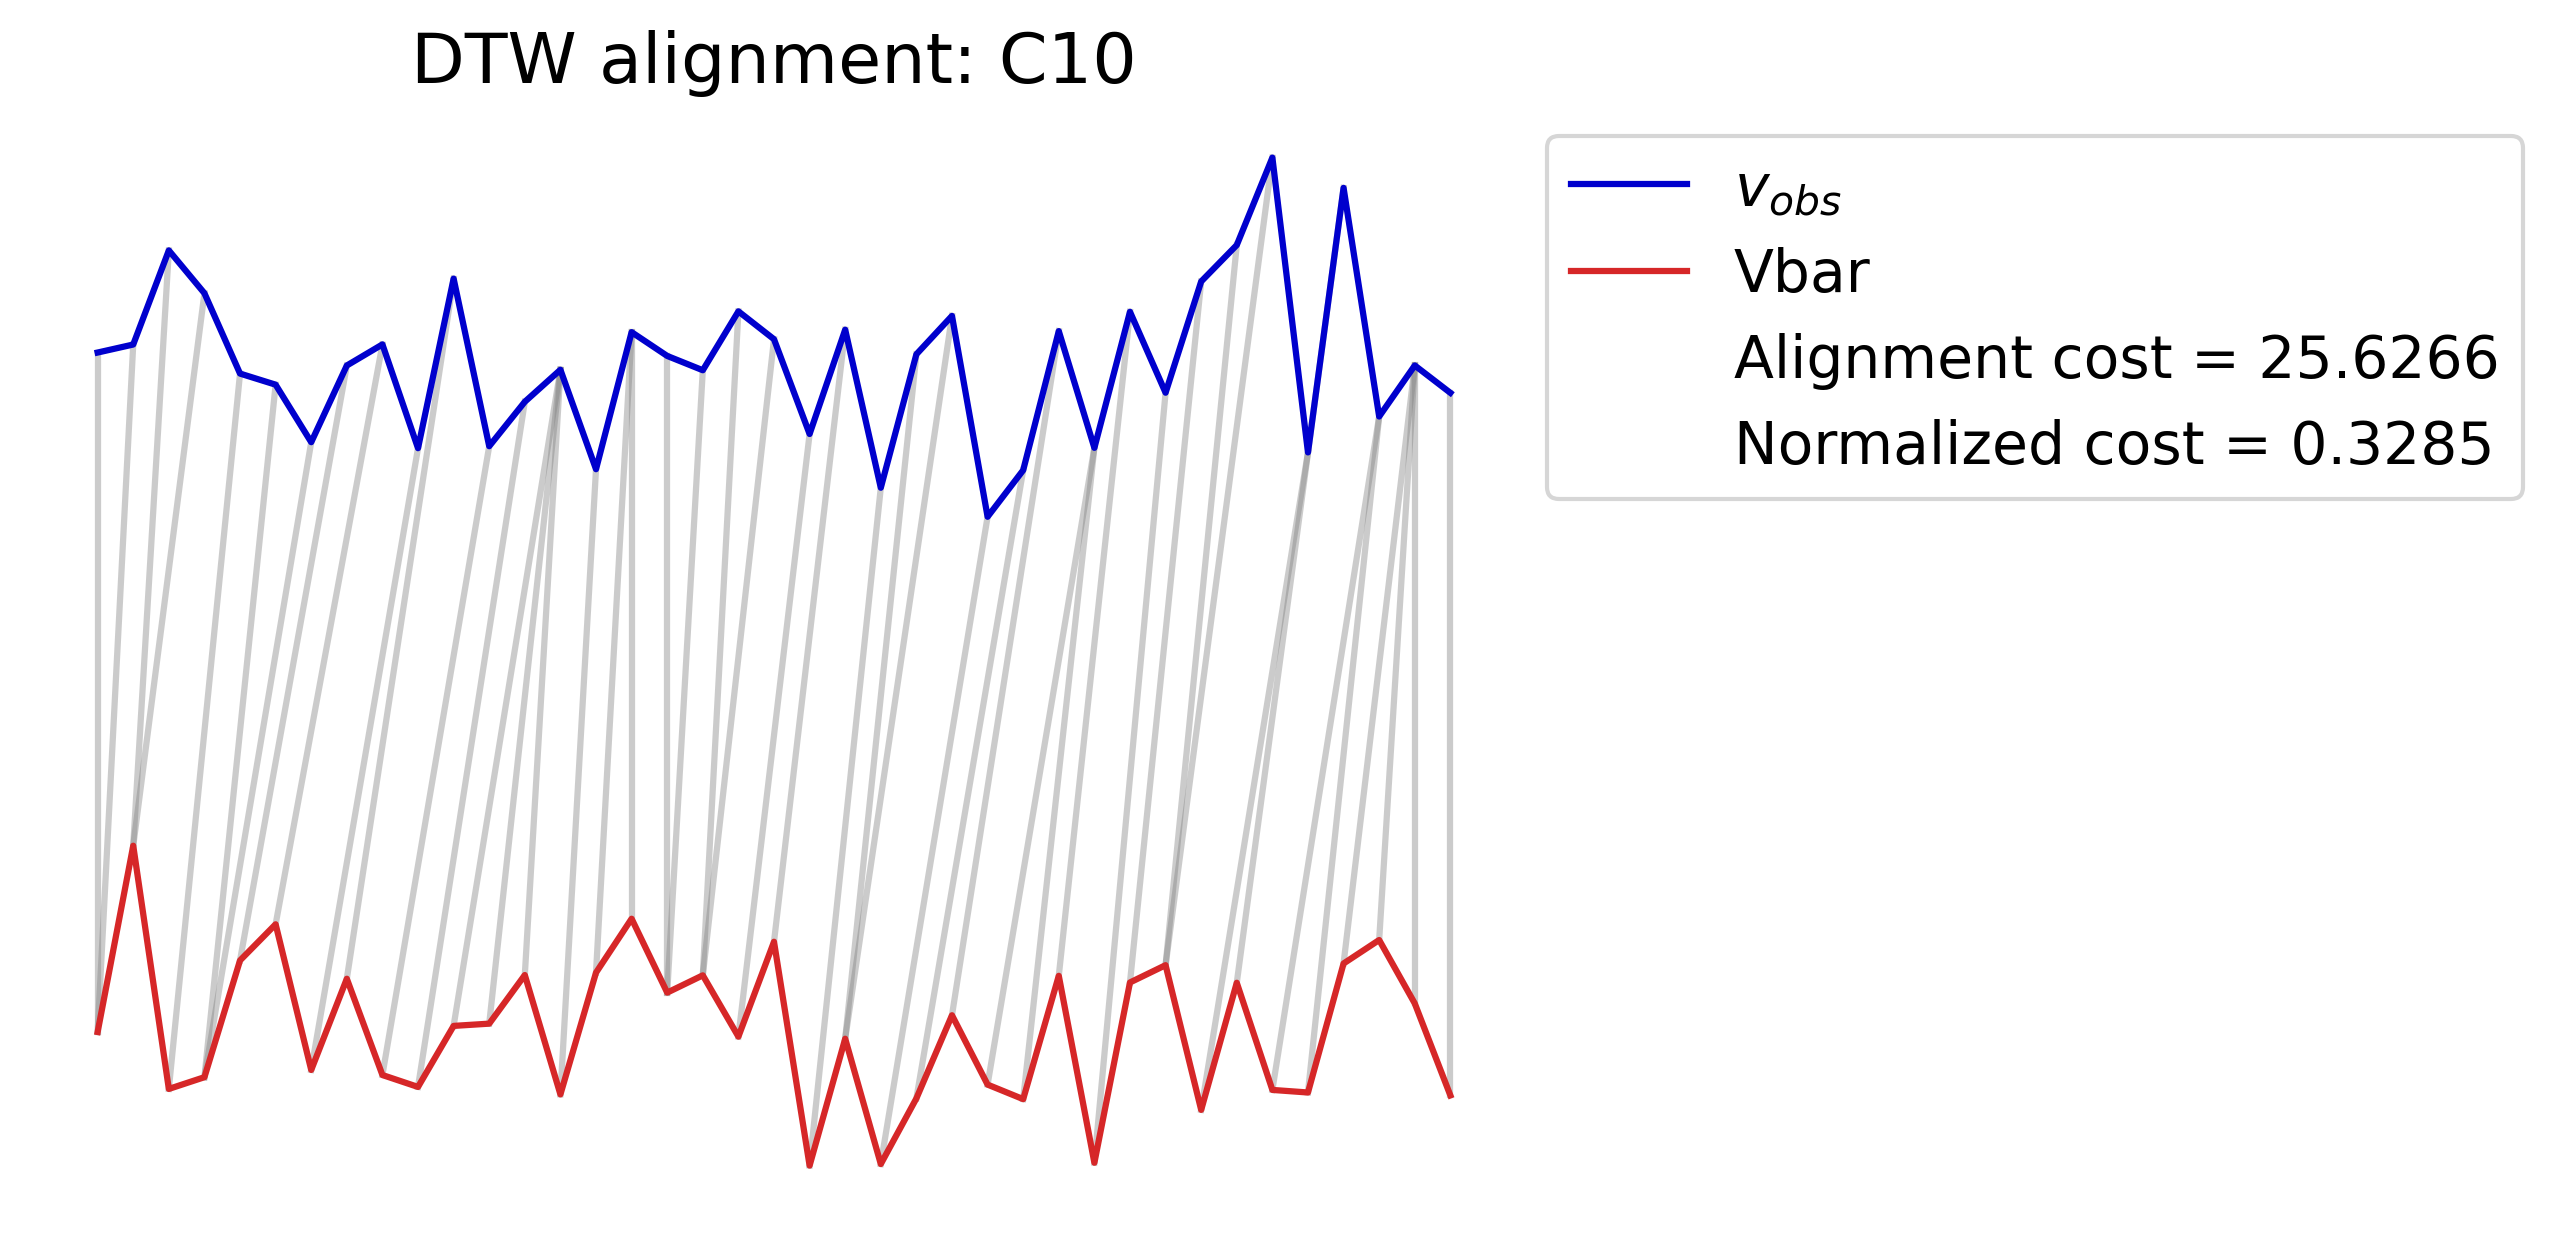 DTW alignment: C10
v_obs
Vbar
Alignment cost = 25.6266
Normalized cost = 0.3285